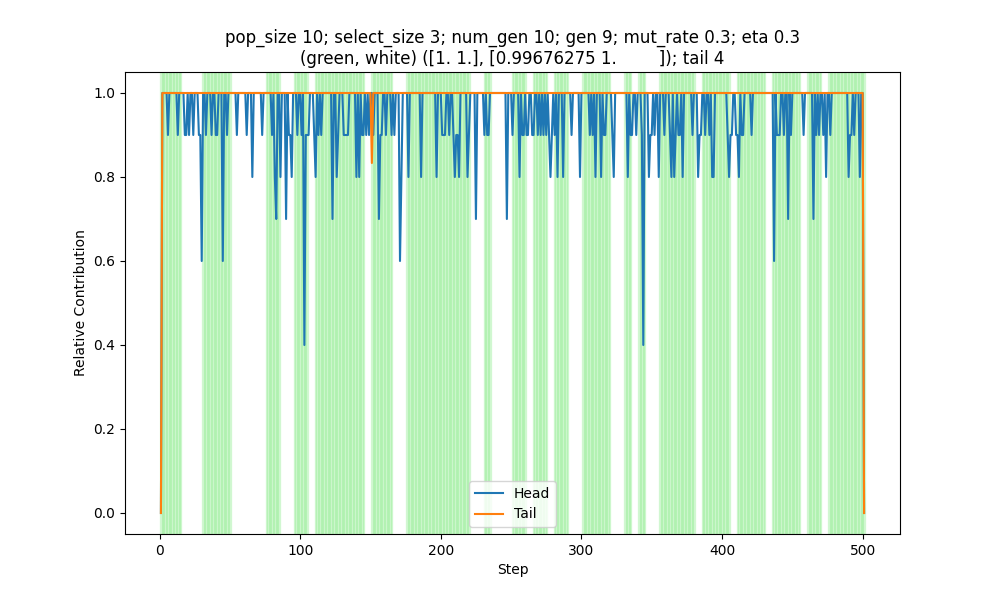 pop_size 10; select_size 3; num_gen 10; gen 9; mut_rate 0.3; eta 0.3
(green, white) ([1. 1.], [0.99676275 1.         ]); tail 4
Relative Contribution
1.0
0.8
0.6
0.4
0.2
0.0
Head
Tail
0 100 200 300 400 500
Step